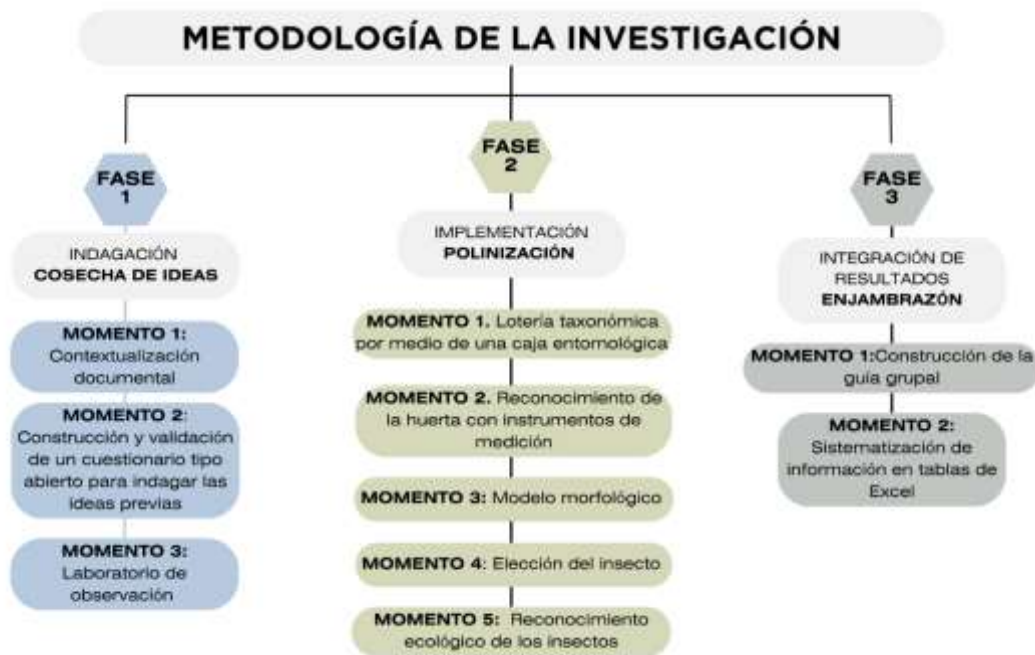 METODOLOGÍA DE LA INVESTIGACIÓN
FASE
1
INDAGACIÓN
COSECHA DE IDEAS
MOMENTO 1:
Contextualización
documental
MOMENTO 2:
Construcción y validación
de un cuestionario tipo
abierto para indagar las
ideas previas
MOMENTO 3:
Laboratorio de
observación
FASE
2
IMPLEMENTACIÓN
POLINIZACIÓN
MOMENTO 1. Lotería taxonómica
por medio de una caja entomológica
MOMENTO 2. Reconocimiento de
la huerta con instrumentos de
medición
MOMENTO 3: Modelo morfológico
MOMENTO 4: Elección del insecto
MOMENTO 5: Reconocimiento
ecológico de los insectos
FASE
3
INTEGRACIÓN DE
RESULTADOS
ENJAMBRAZÓN
MOMENTO 1:Construcción de la
guía grupal
MOMENTO 2:
Sistematización de
información en tablas de
Excel